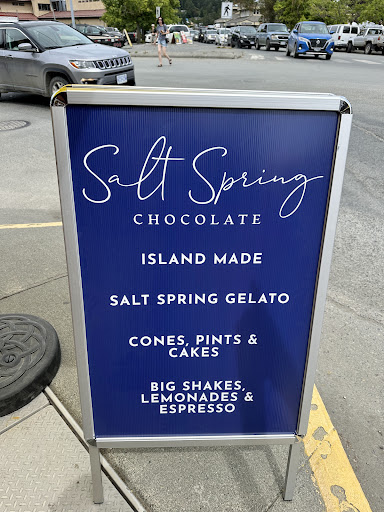 Salt Spring
CHOCOLATE
ISLAND MADE
SALT SPRING GELATO
CONES, PINTS &
CAKES
BIG SHAKES,
LEMONADES &
ESPRESSO